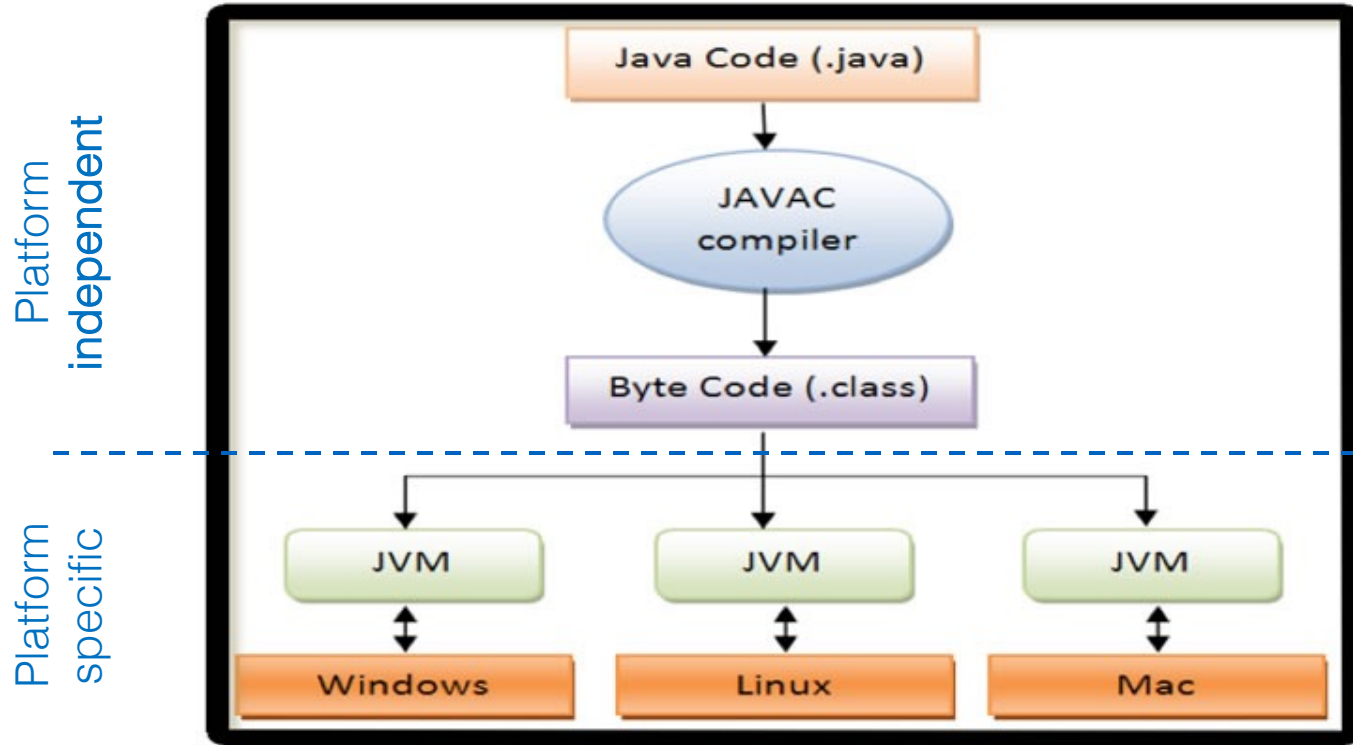 Platform
independent
Java Code (.java)
JAVAC
compiler
Byte Code (.class)
Platform
specific
JVM
JVM
JVM
Windows
Linux
Mac